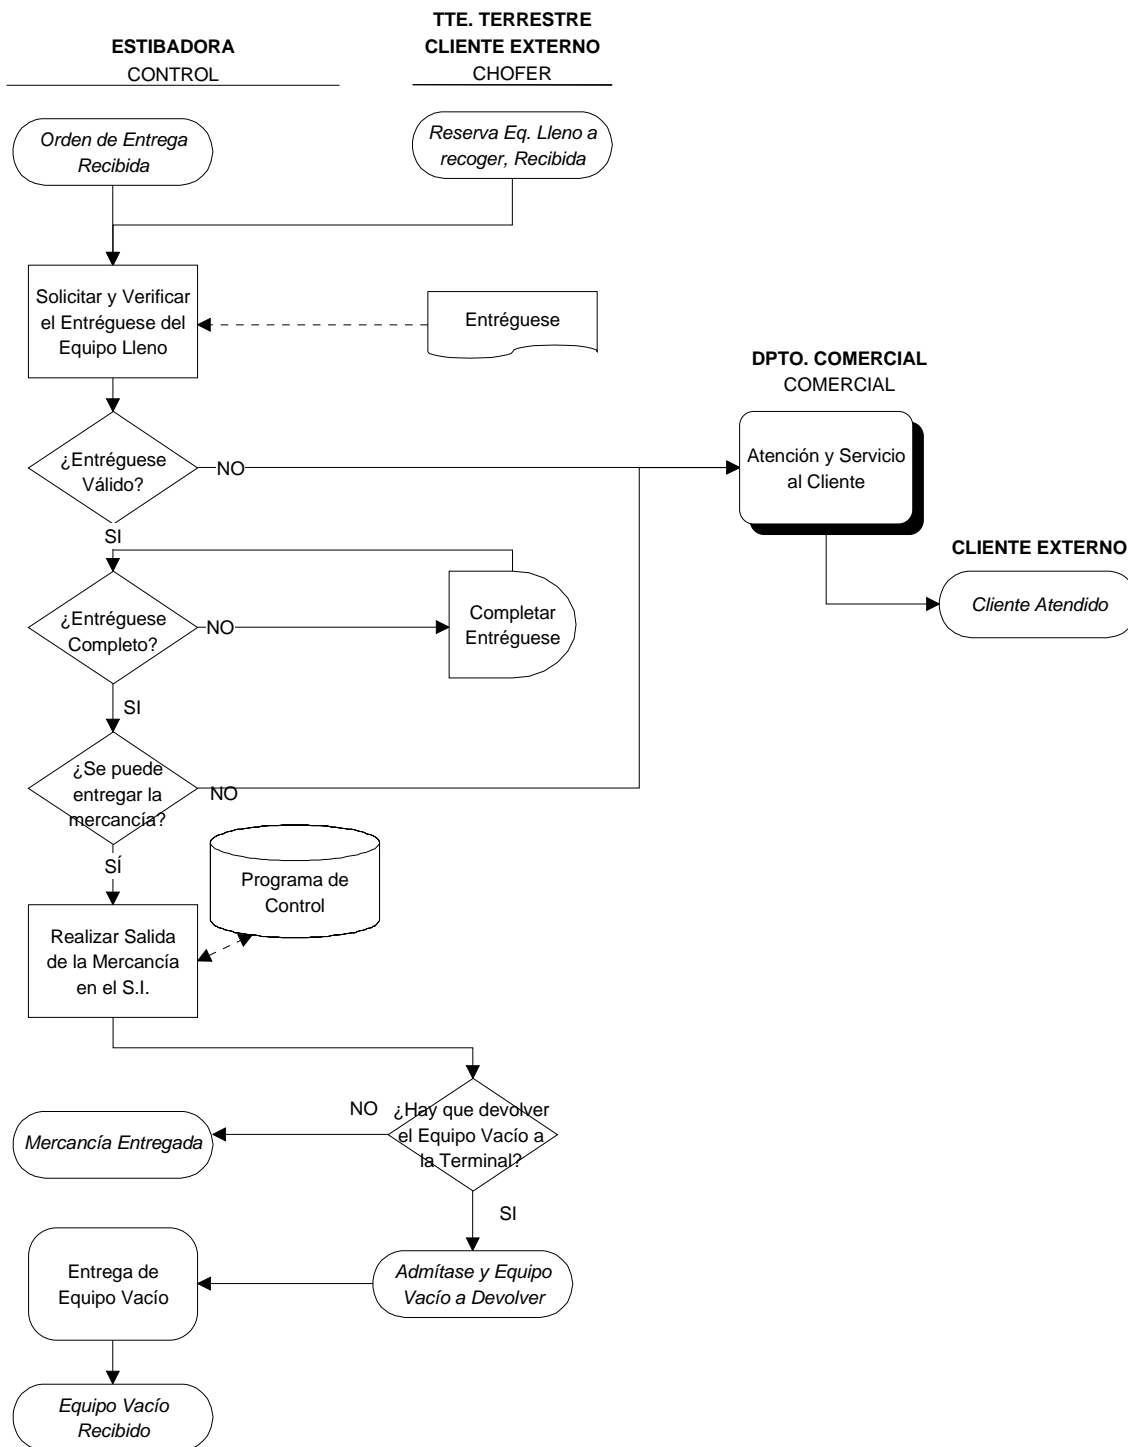 TTE. TERRESTRE
ESTIBADORA
CLIENTE EXTERNO
CONTROL
CHOFER
Orden de Entrega
Recibida
Reserva Eq. Lleno a
recoger, Recibida
Solicitar y Verificar
el Entréguese del
Equipo Lleno
Entréguese
DPTO. COMERCIAL
COMERCIAL
¿Entréguese
Válido?
NO
Atención y Servicio
al Cliente
SI
CLIENTE EXTERNO
¿Entréguese
Completo?
NO
Completar
Entréguese
Cliente Atendido
SI
¿Se puede
entregar la
mercancía?
NO
SÍ
Programa de
Control
Realizar Salida
de la Mercancía
en el S.I.
NO
¿Hay que devolver
el Equipo Vacío a
la Terminal?
Mercancía Entregada
SI
Entrega de
Equipo Vacío
Admítase y Equipo
Vacío a Devolver
Equipo Vacío
Recibido